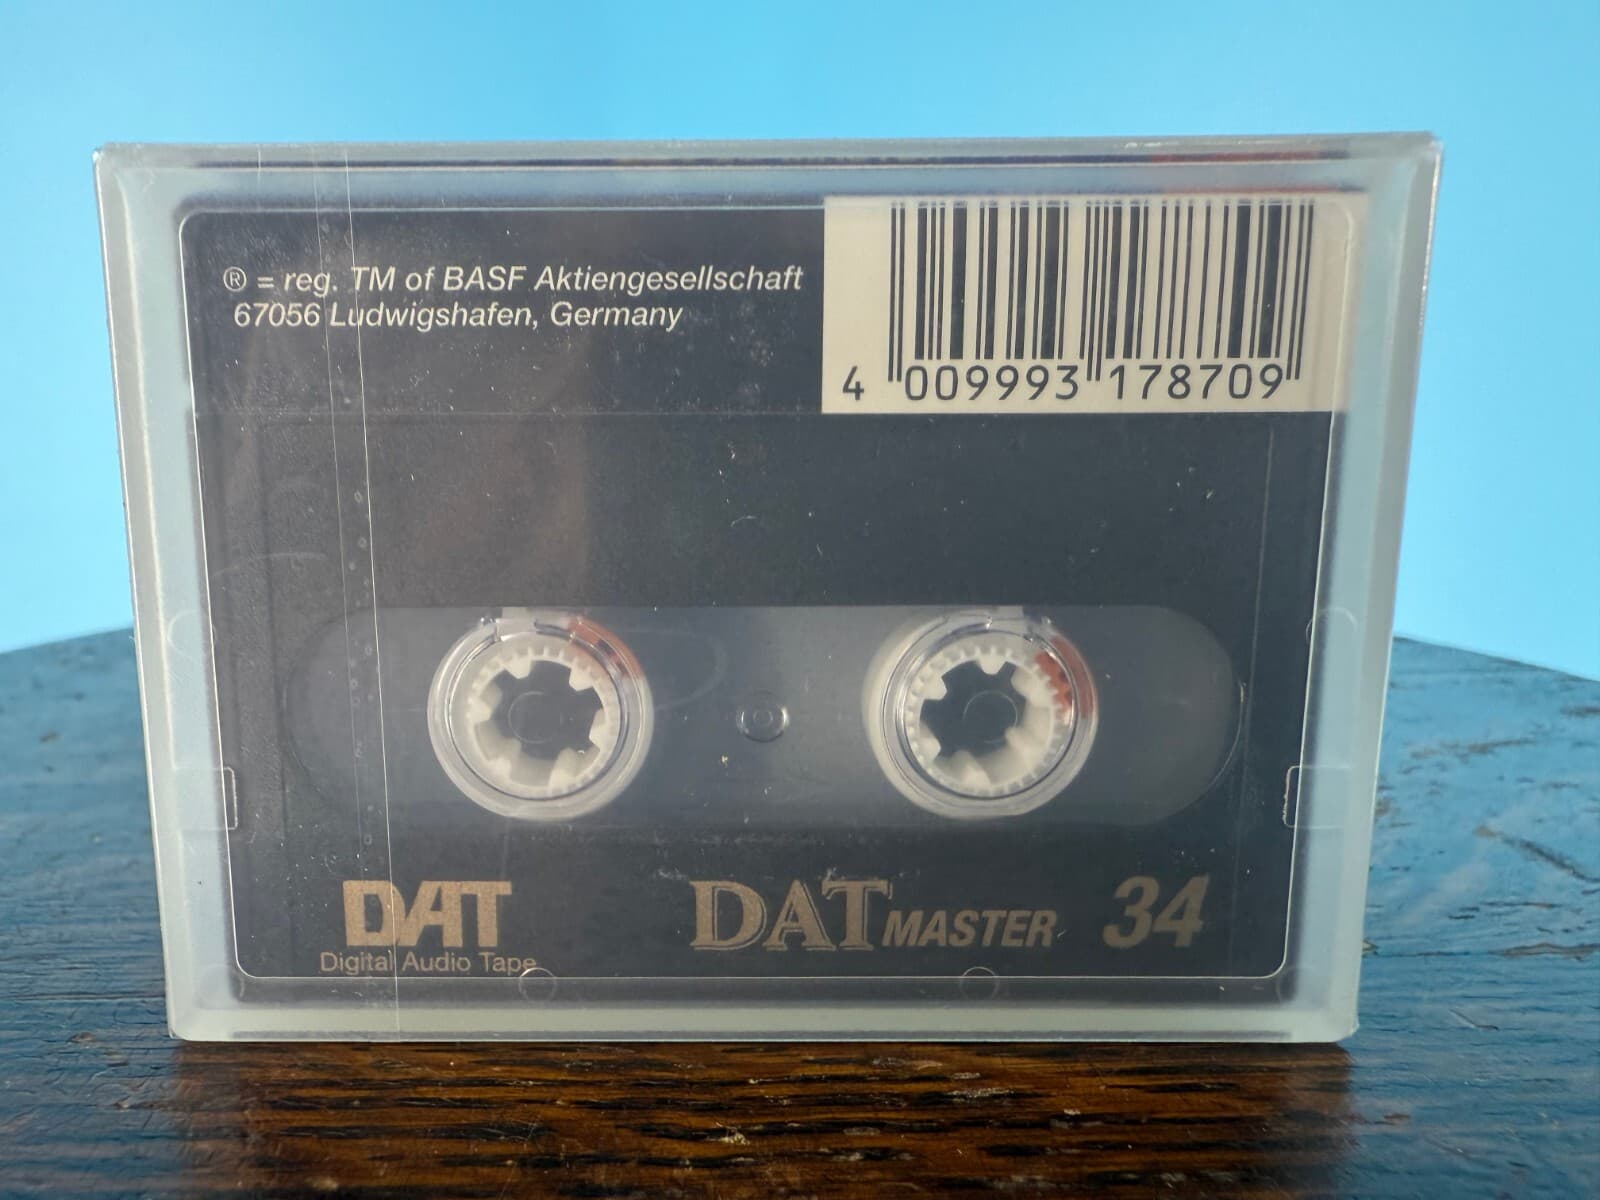 ® = reg. TM of BASF Aktiengesellschaft
67056 Ludwigshafen, Germany
4 009993 178709
DAT
Digital Audio Tape
DAT MASTER 34